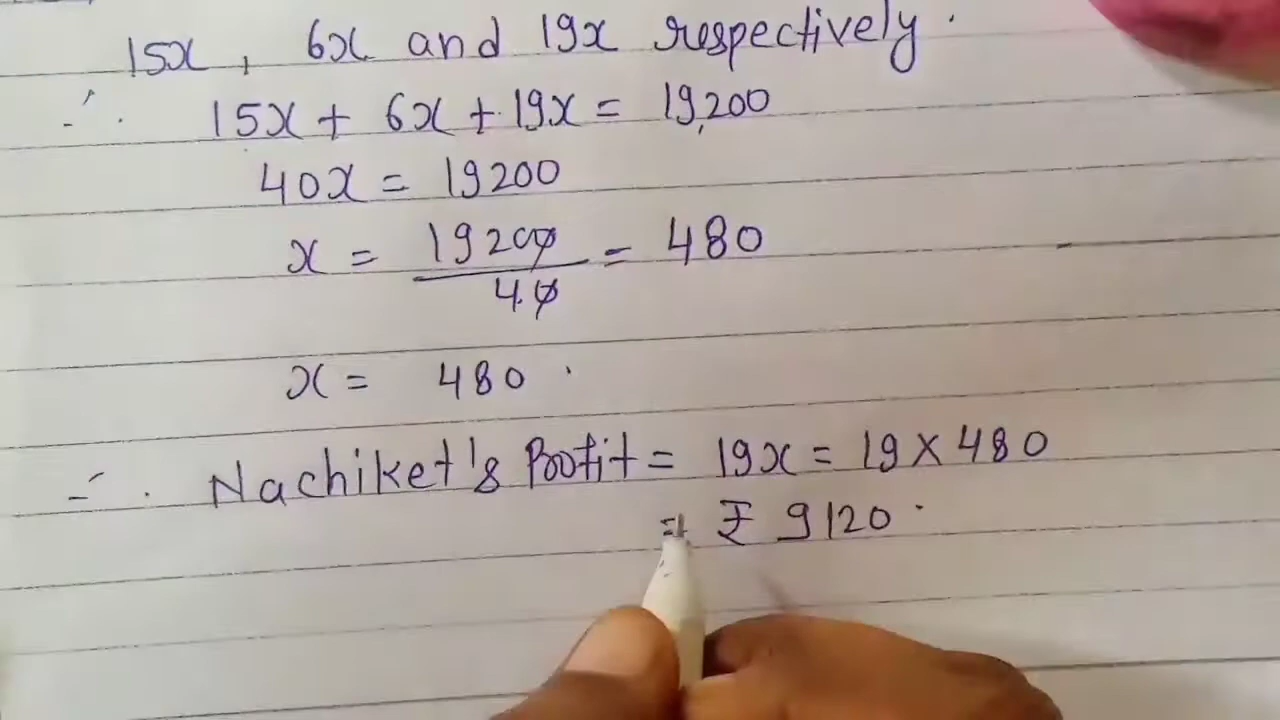 15x, 6x and 19x respectively.
∴ 15x + 6x + 19x = 19,200
40x = 19200
x = 19200/40 = 480
x = 480.
∴ Nachiket's Profit = 19x = 19 × 480
= ₹ 9120.